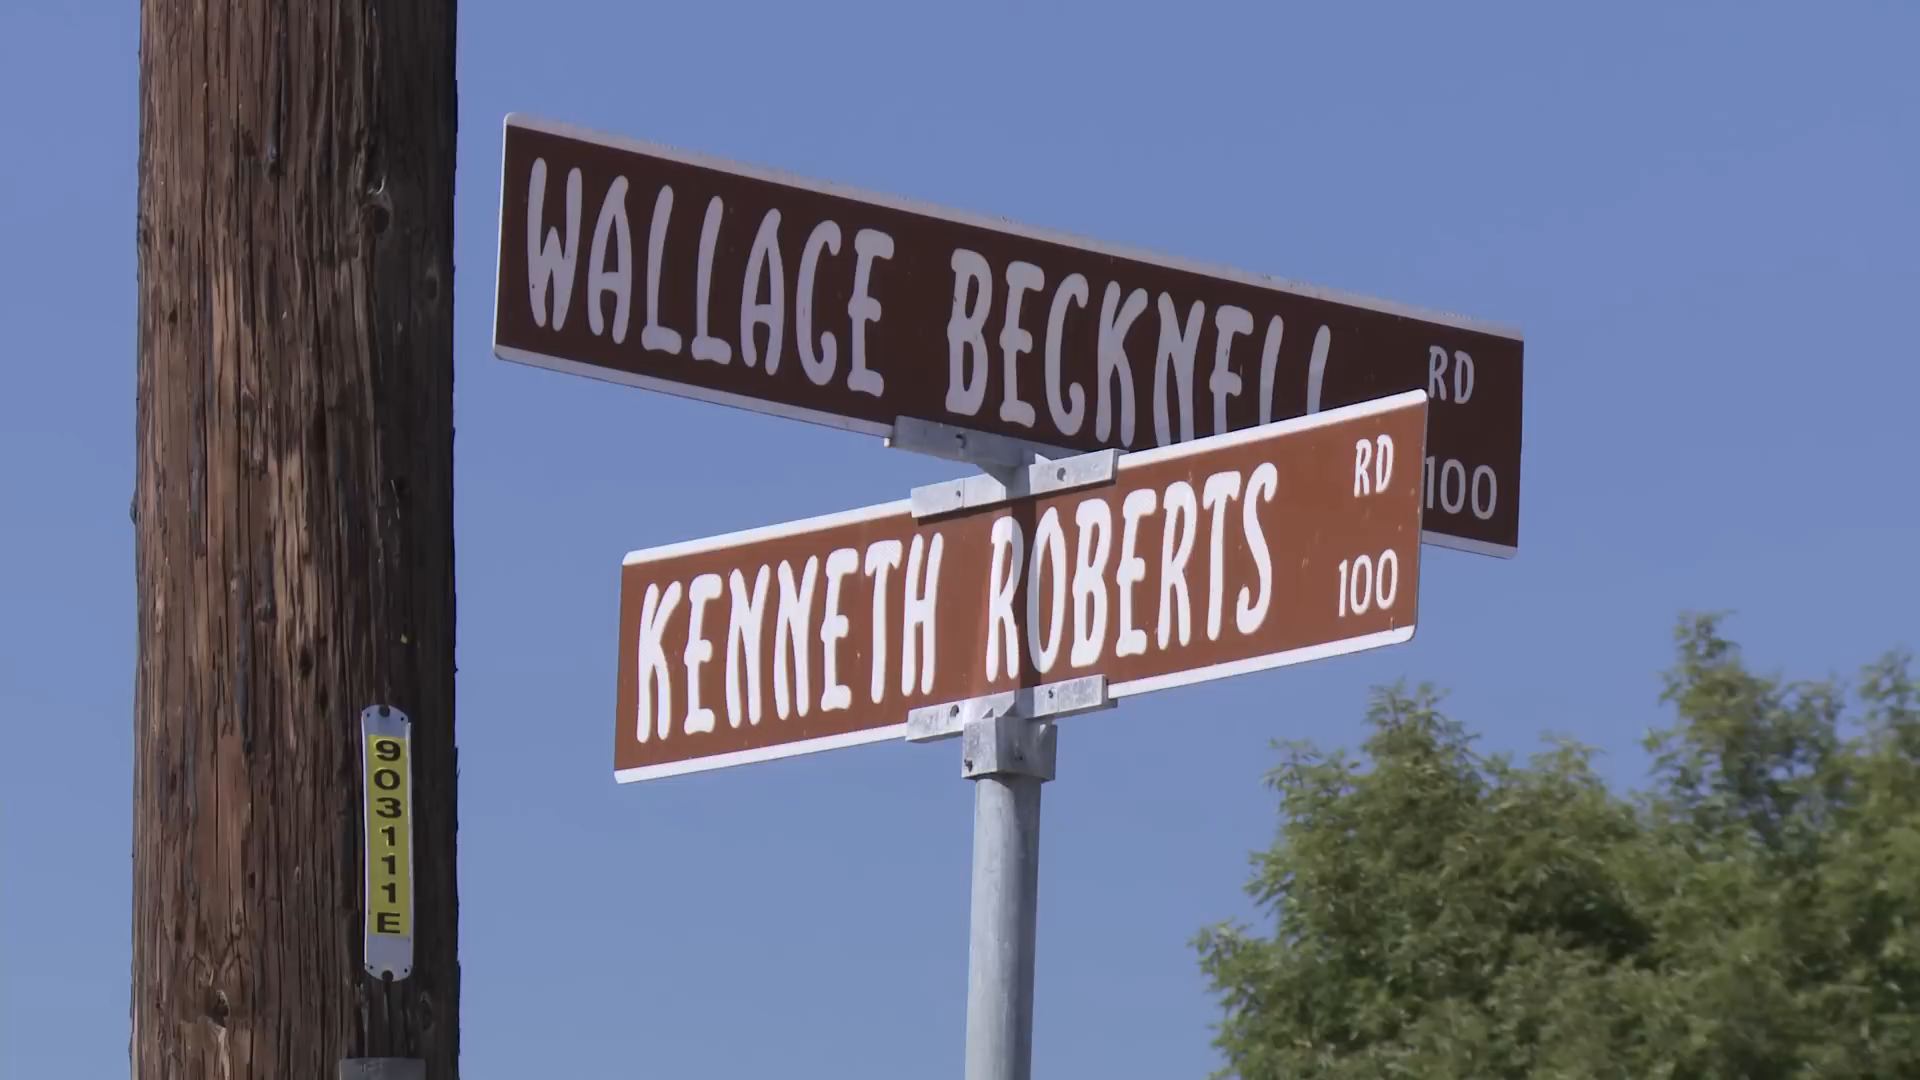 WALLACE BECKNELL RD
100
KENNETH ROBERTS RD
100
903111E